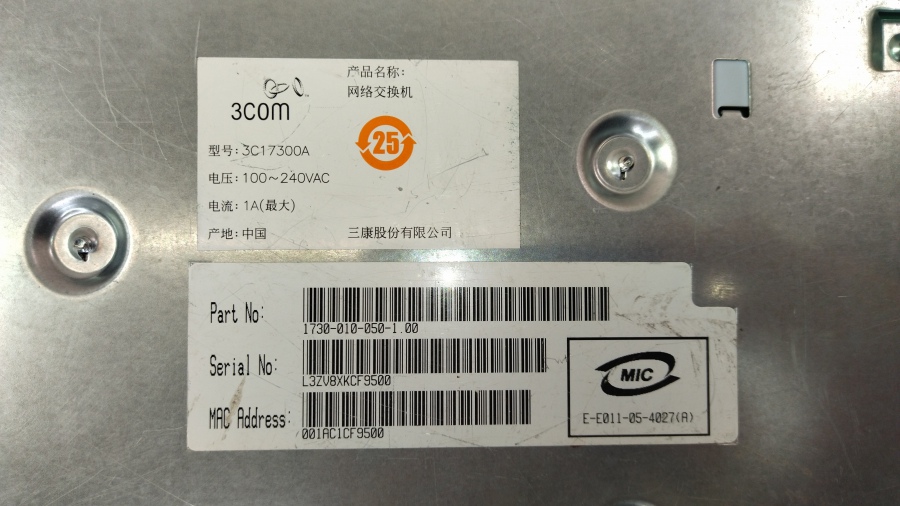 3COM
产品名称:
网络交换机
25
型号: 3C17300A
电压: 100~240VAC
电流: 1A(最大)
产地: 中国
三康股份有限公司
Part No:
1730-010-050-1.00
Serial No:
L3ZV8XKCF9500
MAC Address:
001AC1CF9500
MIC
E-E011-05-4027(A)